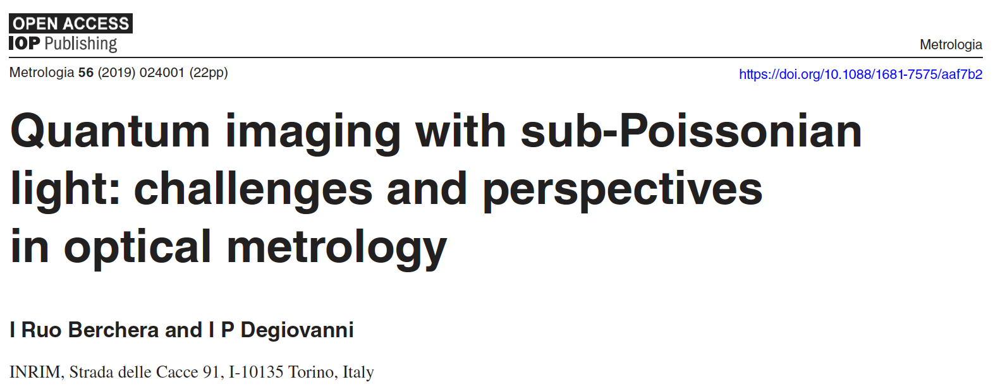 OPEN ACCESS
IOP Publishing
Metrologia
Metrologia 56 (2019) 024001 (22pp)
https://doi.org/10.1088/1681-7575/aaf7b2
Quantum imaging with sub-Poissonian
light: challenges and perspectives
in optical metrology
I Ruo Berchera and I P Degiovanni
INRIM, Strada delle Cacce 91, I-10135 Torino, Italy